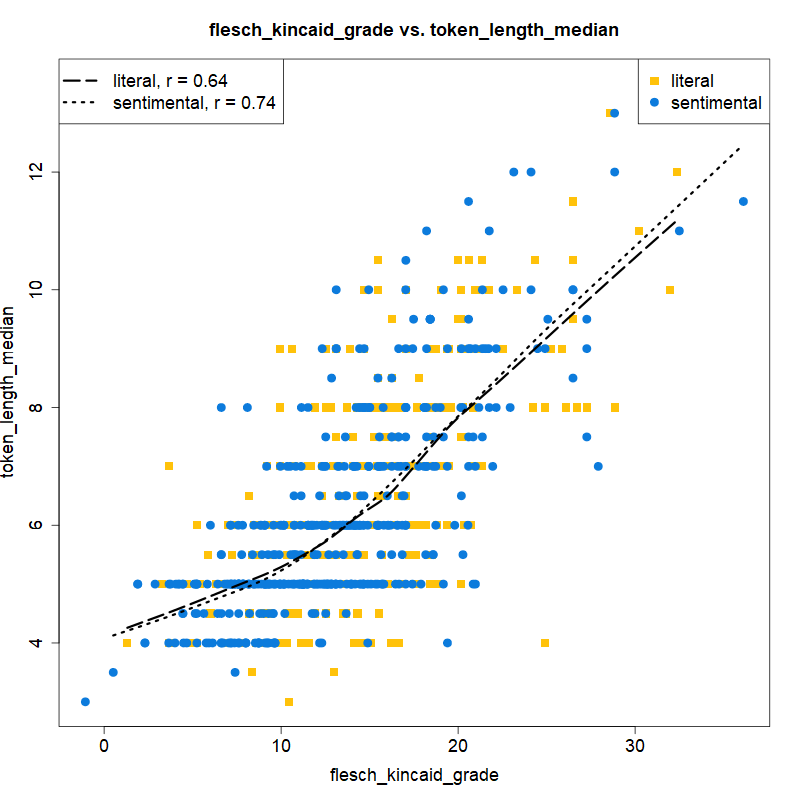 flesch_kincaid_grade vs. token_length_median
literal, r = 0.64
sentimental, r = 0.74
literal
sentimental
12
10
8
6
4
token_length_median
0 10 20 30
flesch_kincaid_grade